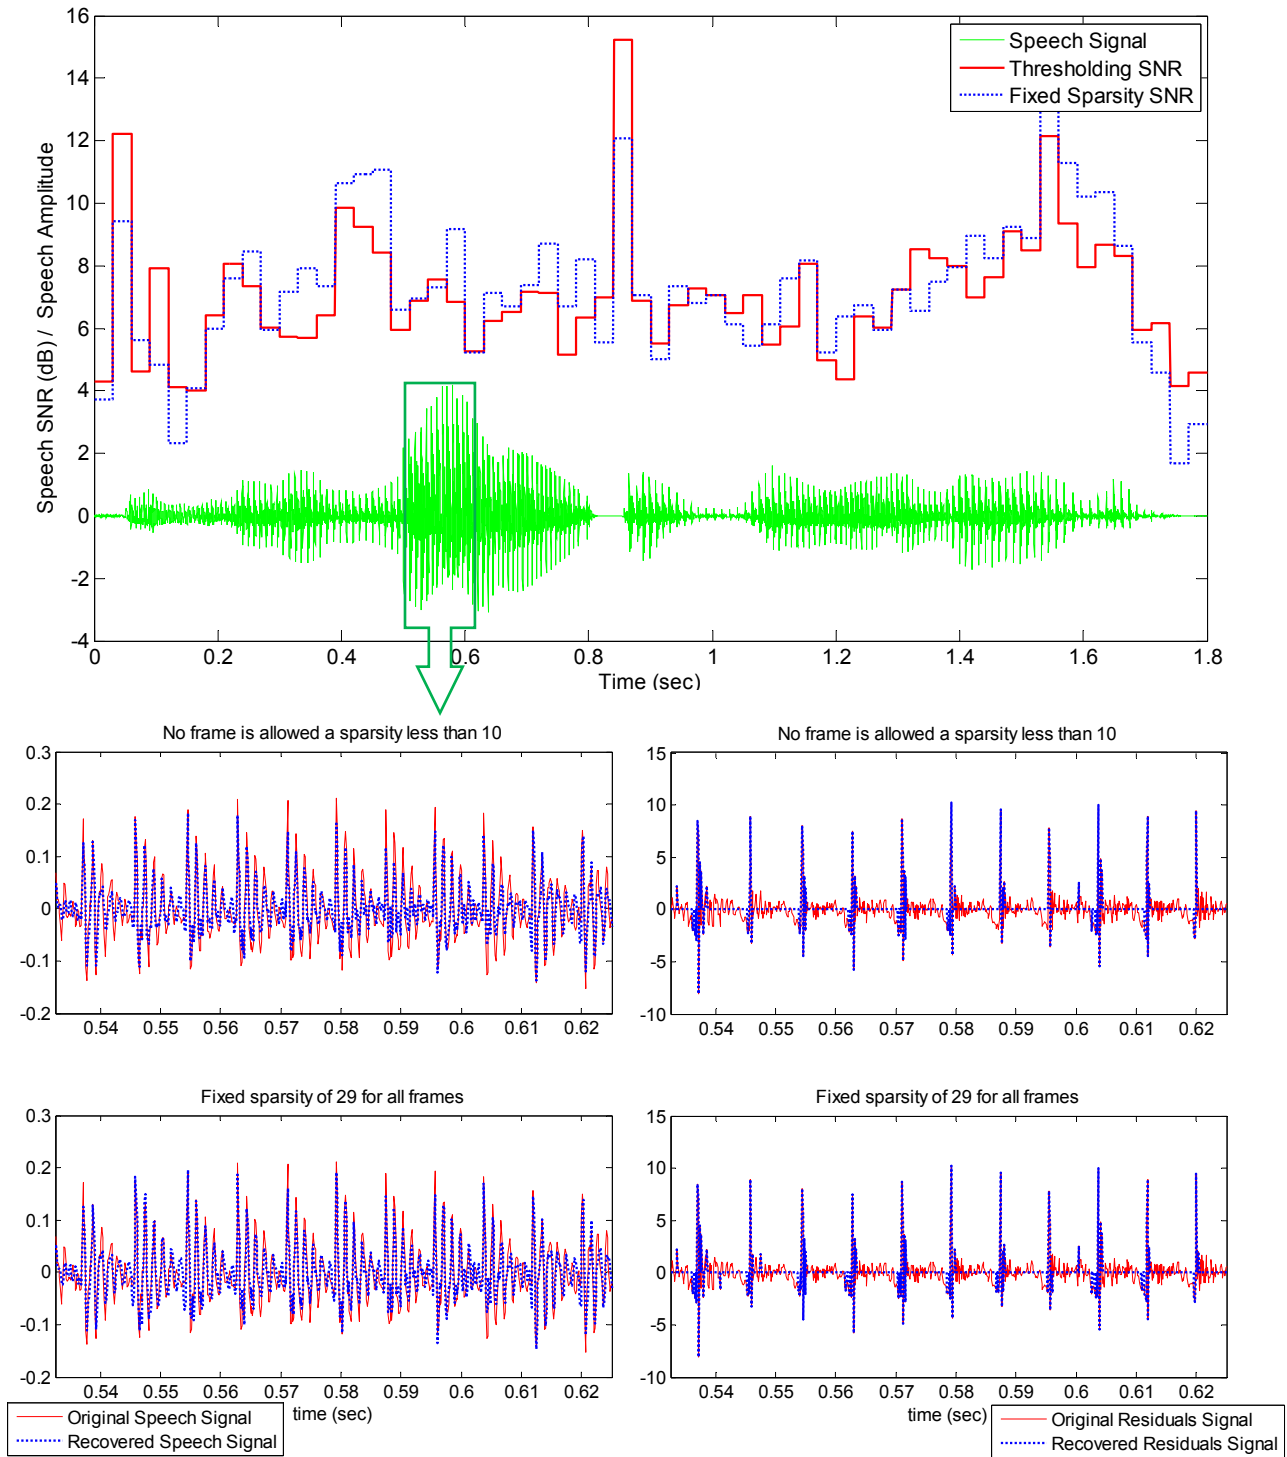 16
14
12
10
8
6
4
2
0
-2
-4
Speech SNR (dB) / Speech Amplitude
Speech Signal
Thresholding SNR
Fixed Sparsity SNR
0 0.2 0.4 0.6 0.8 1 1.2 1.4 1.6 1.8
Time (sec)
No frame is allowed a sparsity less than 10
0.3
0.2
0.1
0
-0.1
-0.2
0.54 0.55 0.56 0.57 0.58 0.59 0.6 0.61 0.62
No frame is allowed a sparsity less than 10
15
10
5
0
-5
-10
0.54 0.55 0.56 0.57 0.58 0.59 0.6 0.61 0.62
Fixed sparsity of 29 for all frames
0.3
0.2
0.1
0
-0.1
-0.2
0.54 0.55 0.56 0.57 0.58 0.59 0.6 0.61 0.62
time (sec)
Original Speech Signal
Recovered Speech Signal
Fixed sparsity of 29 for all frames
15
10
5
0
-5
-10
0.54 0.55 0.56 0.57 0.58 0.59 0.6 0.61 0.62
time (sec)
Original Residuals Signal
Recovered Residuals Signal